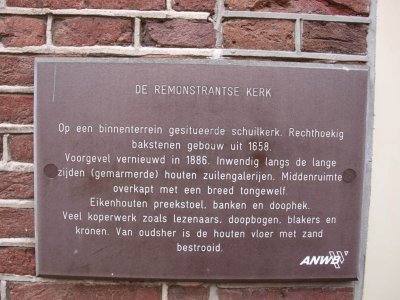 DE REMONSTRANTSE KERK
Op een binnenterrein gesitueerde schuilkerk. Rechthoekig
bakstenen gebouw uit 1658.
Voorgevel vernieuwd in 1886. Inwendig langs de lange
zijden (gemarmerde) houten zuilengalerijen. Middenruimte
overkapt met een breed tongewelf.
Eikenhouten preekstoel, banken en doophek.
Veel koperwerk zoals lezenaars, doopbogen, blakers en
kronen. Van oudsher is de houten vloer met zand
bestrooid.
ANWB